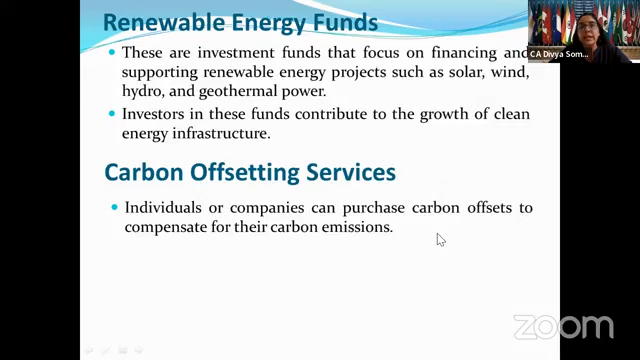 Renewable Energy Funds
These are investment funds that focus on financing and
supporting renewable energy projects such as solar, wind,
hydro, and geothermal power.
Investors in these funds contribute to the growth of clean
energy infrastructure.
Carbon Offsetting Services
Individuals or companies can purchase carbon offsets to
compensate for their carbon emissions.
CA Divya Som...
zoom